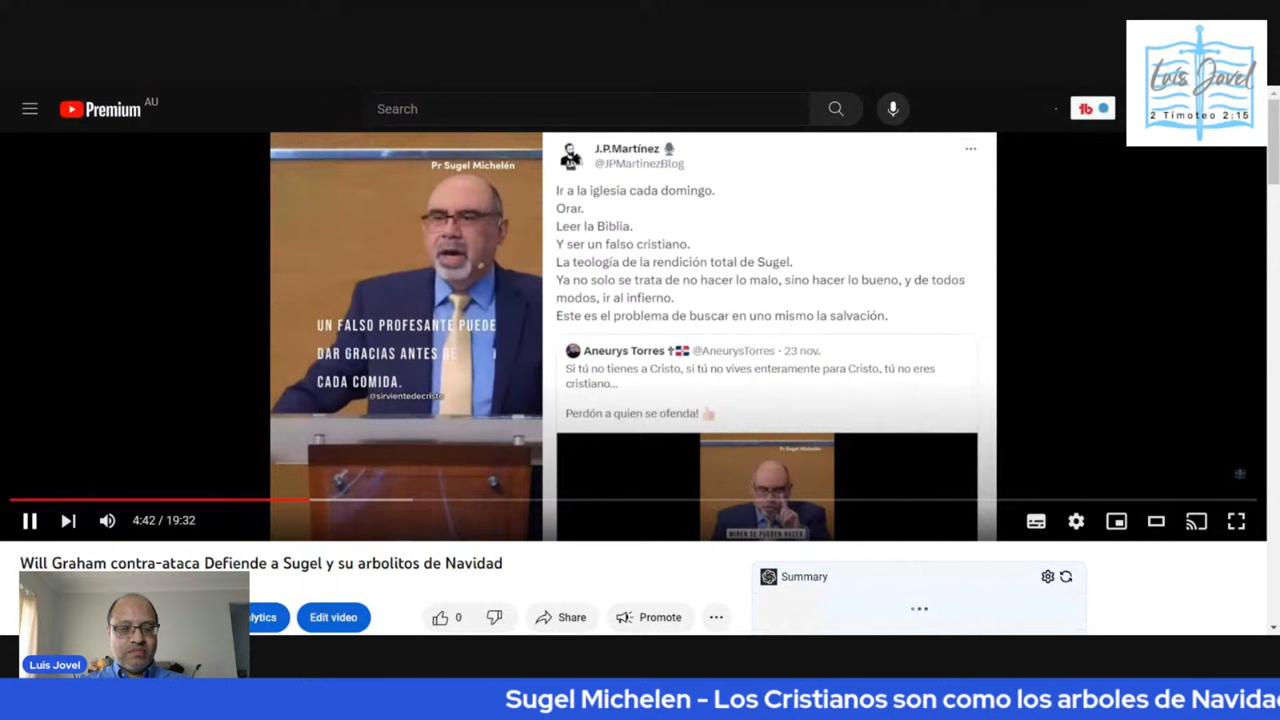 Luis Jovel
2 Timoteo 2:15
Premium AU
Search
Pr Sugel Michelén
UN FALSO PROFESANTE PUEDE
DAR GRACIAS ANTES DE
CADA COMIDA.
@sirvientedecristo
J.P.Martínez
@JPMartinezBlog
Ir a la iglesia cada domingo.
Orar.
Leer la Biblia.
Y ser un falso cristiano.
La teología de la rendición total de Sugel.
Ya no solo se trata de no hacer lo malo, sino hacer lo bueno, y de todos
modos, ir al infierno.
Este es el problema de buscar en uno mismo la salvación.
Aneurys Torres ✝🇩🇴 @AneurysTorres · 23 nov.
Si tú no tienes a Cristo, si tú no vives enteramente para Cristo, tú no eres
cristiano...
Perdón a quien se ofenda! 👍
Pr Sugel Michelén
MIREN SE PUEDEN HACER
4:42 / 19:32
Will Graham contra-ataca Defiende a Sugel y su arbolitos de Navidad
lytics
Edit video
0
Share
Promote
Summary
Luis Jovel
Sugel Michelen - Los Cristianos son como los arboles de Navidad